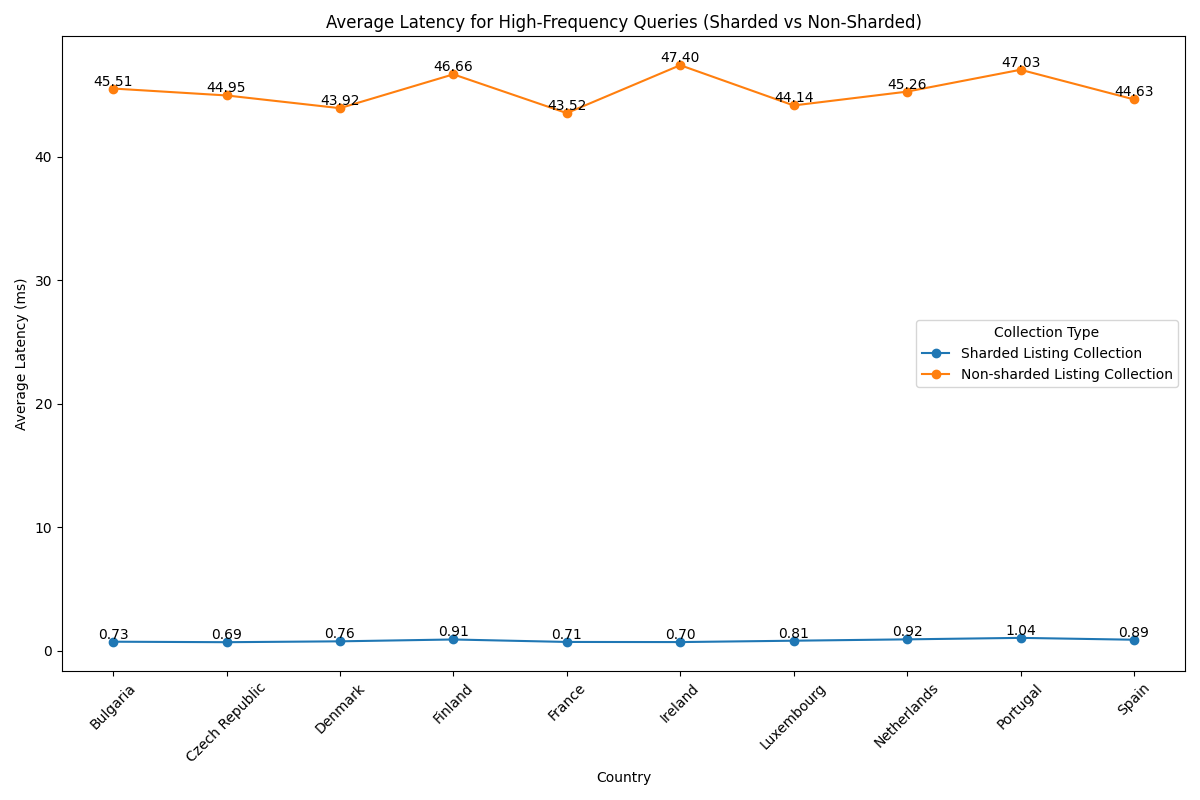 Average Latency for High-Frequency Queries (Sharded vs Non-Sharded)
45.51
44.95
43.92
46.66
43.52
47.40
44.14
45.26
47.03
44.63
40
30
20
10
0
Average Latency (ms)
Collection Type
Sharded Listing Collection
Non-sharded Listing Collection
0.73
0.69
0.76
0.91
0.71
0.70
0.81
0.92
1.04
0.89
Bulgaria
Czech Republic
Denmark
Finland
France
Ireland
Luxembourg
Netherlands
Portugal
Spain
Country